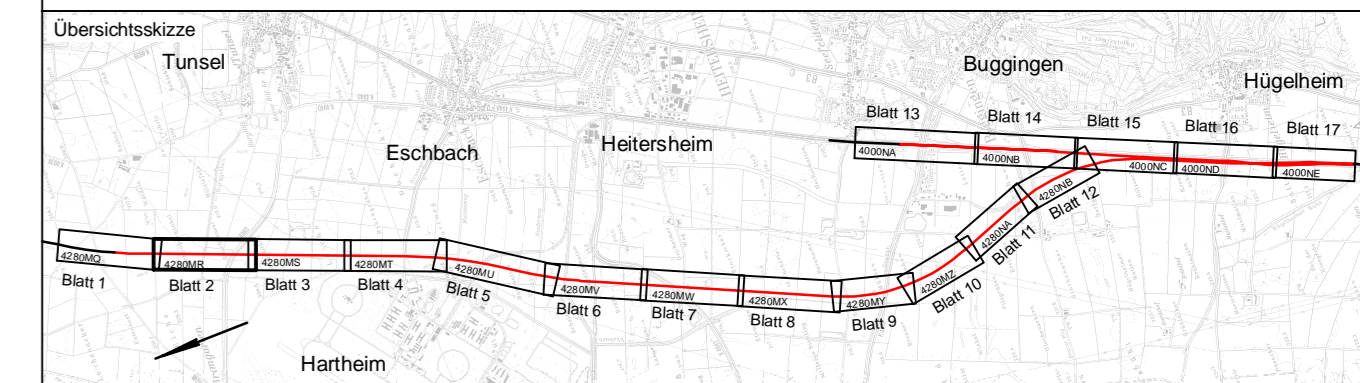 Übersichtsskizze
Tunsel
Buggingen
Hügelheim
Blatt 13
Blatt 14
Blatt 15
Blatt 16
Blatt 17
Eschbach
Heitersheim
4000NA
4000NB
4000NC
4000ND
4000NE
4280NB
Blatt 12
4280NA
Blatt 11
4280MQ
4280MR
4280MS
4280MT
4280MU
4280MV
4280MW
4280MX
4280MY
4280MZ
Blatt 1
Blatt 2
Blatt 3
Blatt 4
Blatt 5
Blatt 6
Blatt 7
Blatt 8
Blatt 9
Blatt 10
Hartheim
HEITERSHEIM